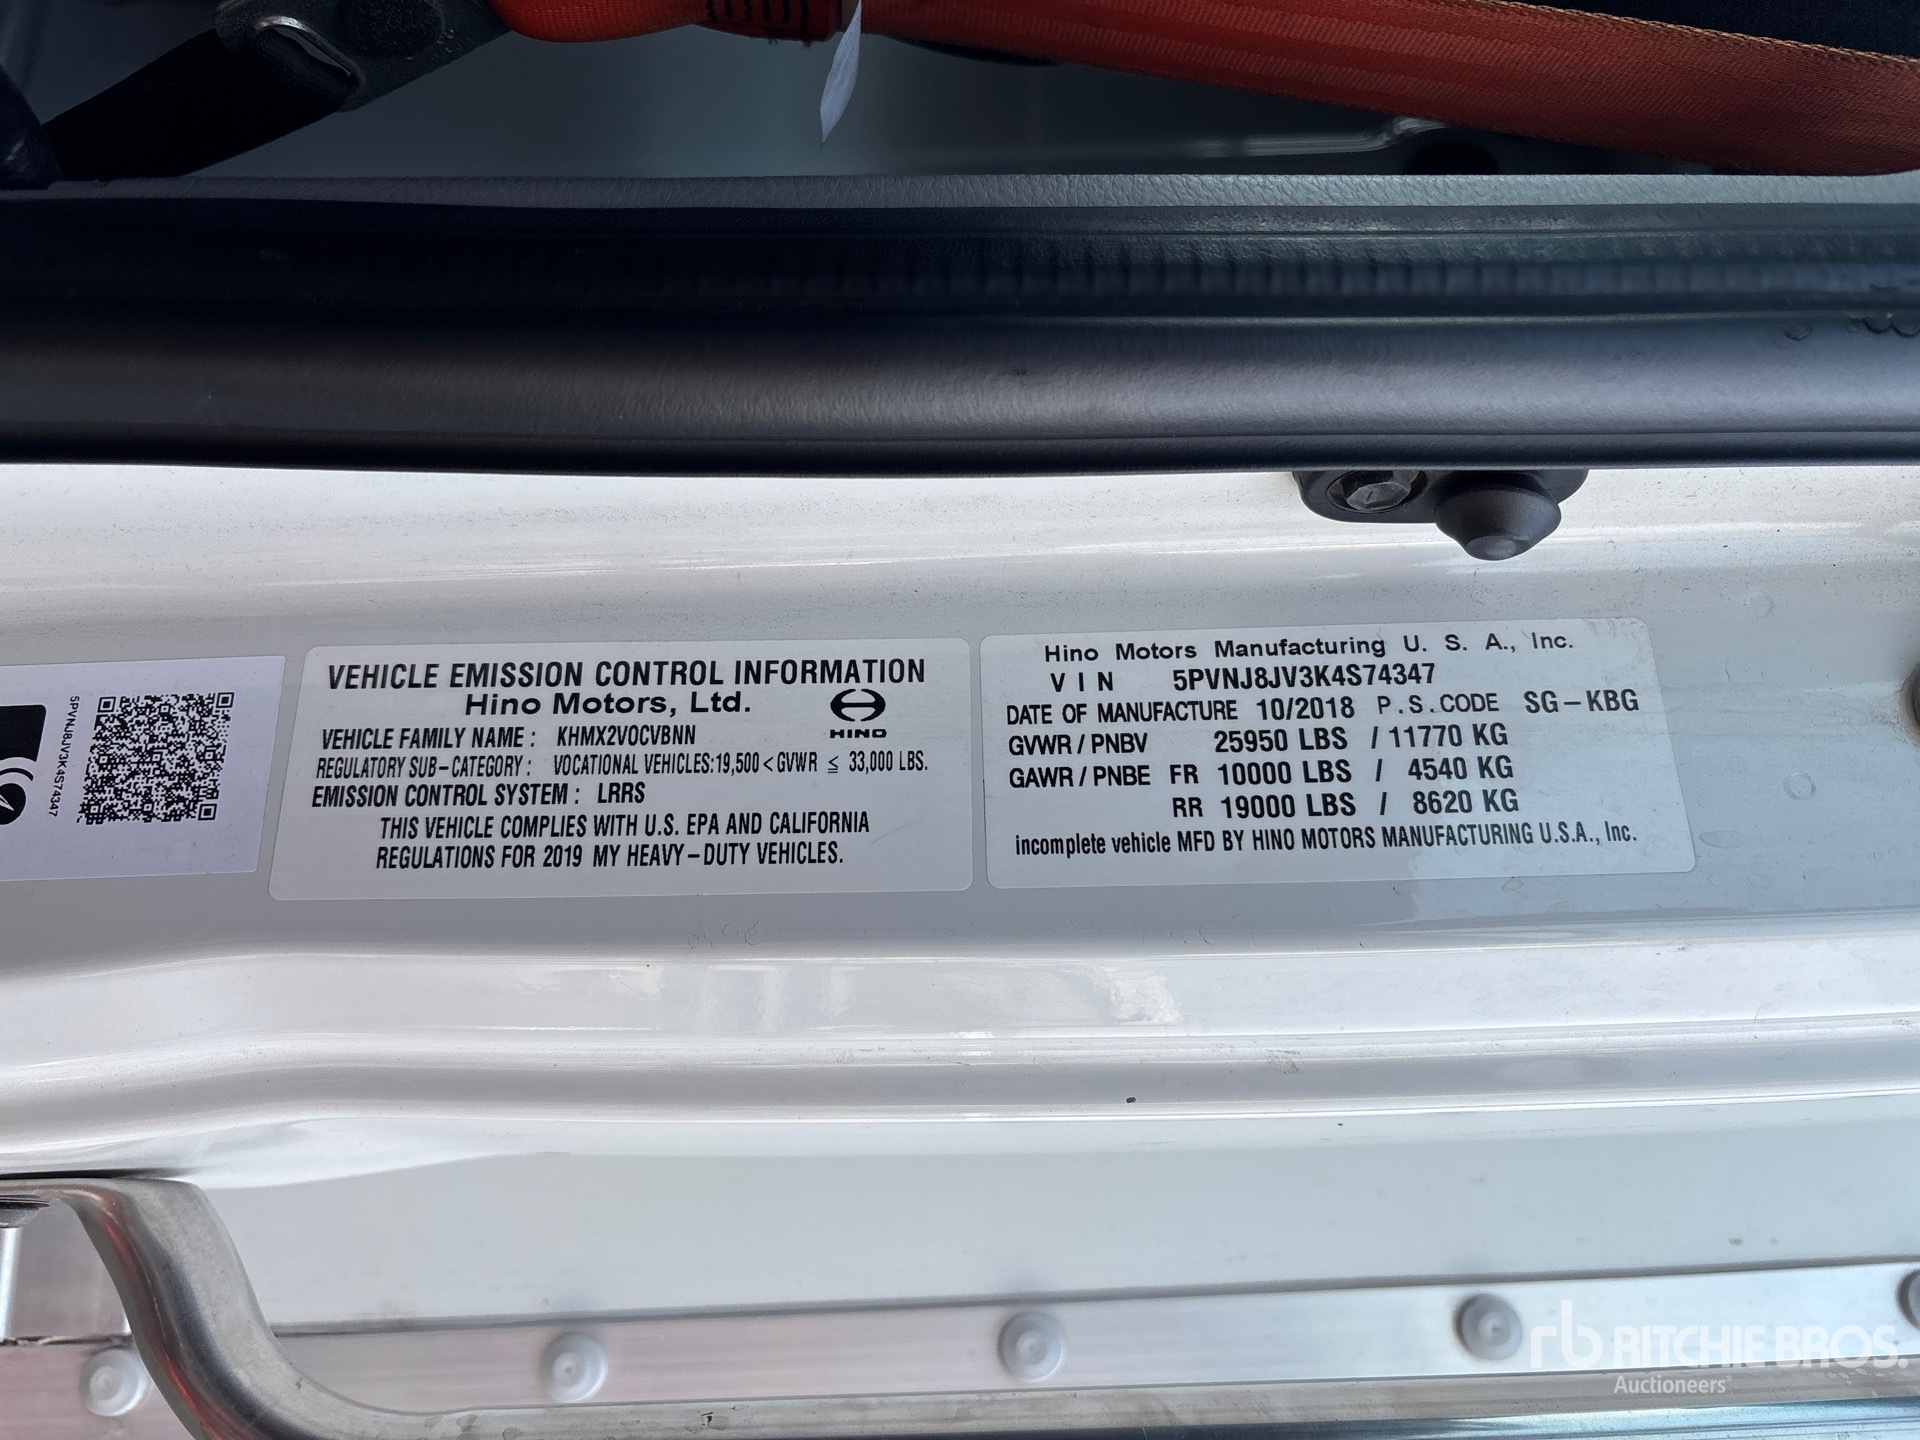 5PVNJ8JV3K4S74347
VEHICLE EMISSION CONTROL INFORMATION
Hino Motors, Ltd.
HINO
VEHICLE FAMILY NAME : KHMX2VOCVBNN
REGULATORY SUB-CATEGORY : VOCATIONAL VEHICLES:19,500 < GVWR ≤ 33,000 LBS.
EMISSION CONTROL SYSTEM : LRRS
THIS VEHICLE COMPLIES WITH U.S. EPA AND CALIFORNIA
REGULATIONS FOR 2019 MY HEAVY-DUTY VEHICLES.
Hino Motors Manufacturing U. S. A., Inc.
VIN 5PVNJ8JV3K4S74347
DATE OF MANUFACTURE 10/2018 P.S.CODE SG-KBG
GVWR / PNBV 25950 LBS / 11770 KG
GAWR / PNBE FR 10000 LBS / 4540 KG
RR 19000 LBS / 8620 KG
incomplete vehicle MFD BY HINO MOTORS MANUFACTURING U.S.A., Inc.
rb RITCHIE BROS.
Auctioneers